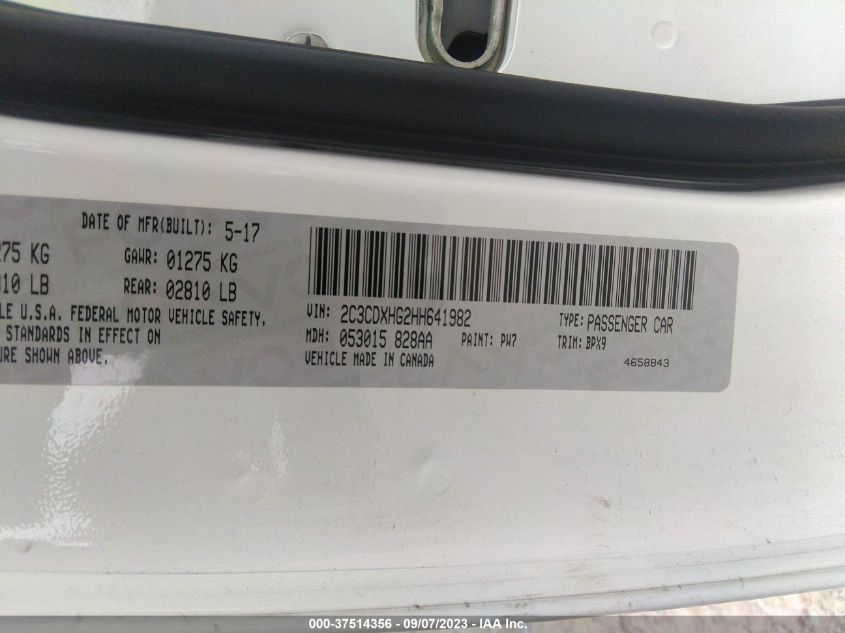 DATE OF MFR(BUILT): 5-17
275 KG GAWR: 01275 KG
810 LB REAR: 02810 LB
LE U.S.A. FEDERAL MOTOR VEHICLE SAFETY,
STANDARDS IN EFFECT
URE SHOWN ABOVE.
VIN: 2C3CDXHG2HH641982 TYPE: PASSENGER CAR
MDH: 053015 828AA PAINT: PW7 TRIM: BPX9
VEHICLE MADE IN CANADA 4658843
000-37514356 - 09/07/2023 - IAA Inc.